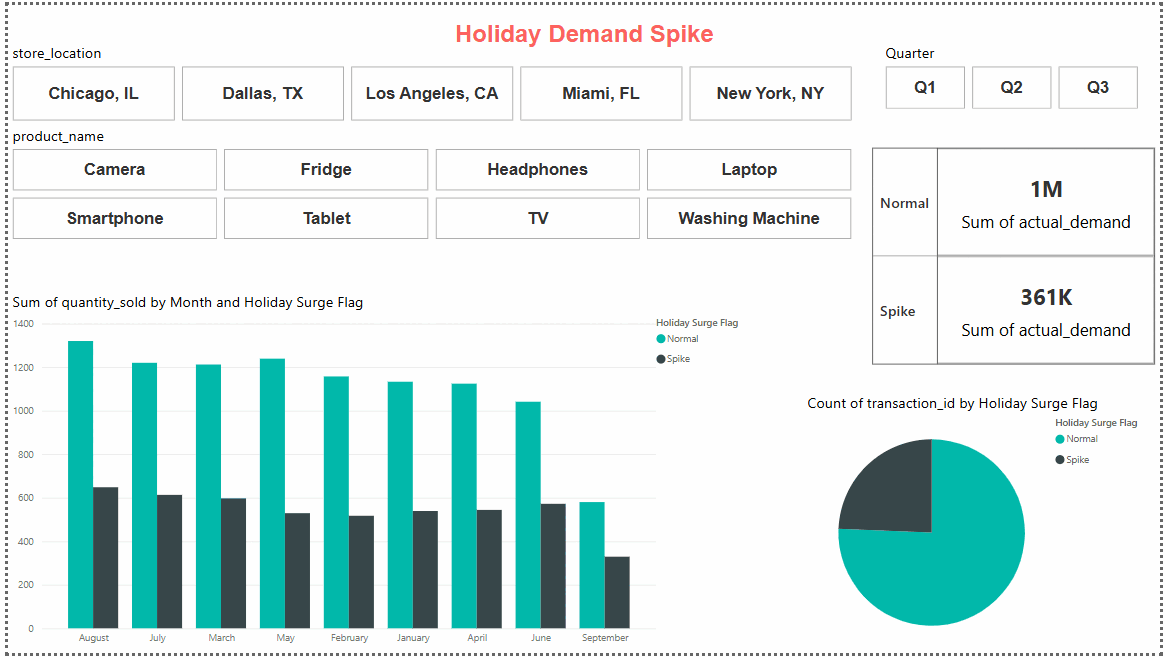 Holiday Demand Spike
store_location
Chicago, IL
Dallas, TX
Los Angeles, CA
Miami, FL
New York, NY
Quarter
Q1
Q2
Q3
product_name
Camera
Fridge
Headphones
Laptop
Smartphone
Tablet
TV
Washing Machine
Normal
1M
Sum of actual_demand
Spike
361K
Sum of actual_demand
Sum of quantity_sold by Month and Holiday Surge Flag
Holiday Surge Flag
Normal
Spike
1400
1200
1000
800
600
400
200
0
August
July
March
May
February
January
April
June
September
Count of transaction_id by Holiday Surge Flag
Holiday Surge Flag
Normal
Spike